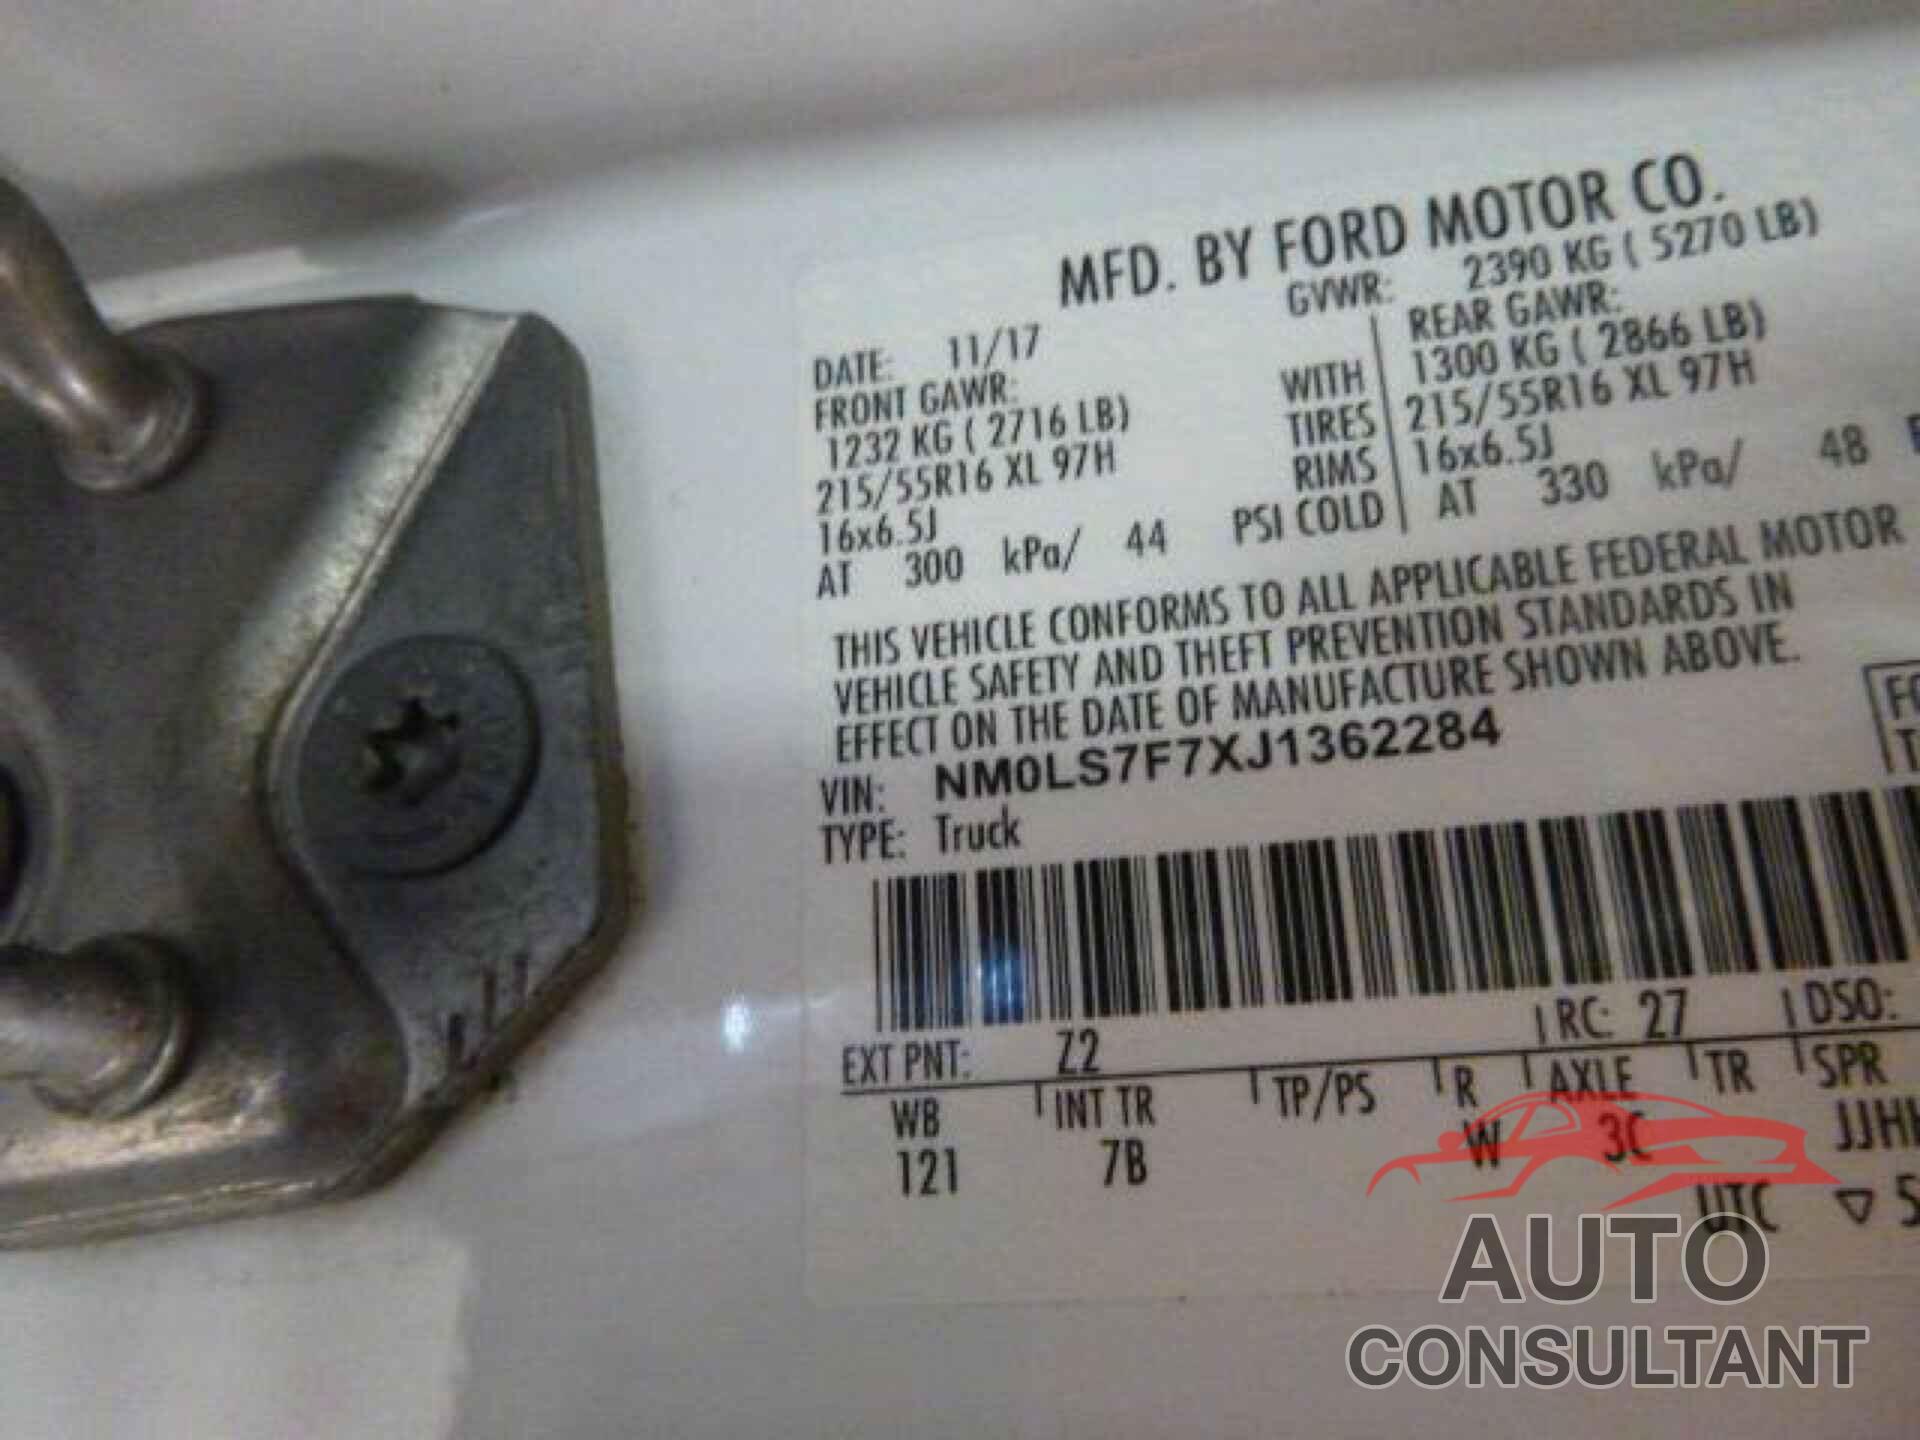 MFD. BY FORD MOTOR CO.
DATE: 11/17 GVWR: 2390 KG ( 5270 LB)
FRONT GAWR: REAR GAWR:
1232 KG ( 2716 LB) WITH 1300 KG ( 2866 LB)
215/55R16 XL 97H TIRES 215/55R16 XL 97H
16x6.5J RIMS 16x6.5J
AT 300 kPa/ 44 PSI COLD AT 330 kPa/ 48
THIS VEHICLE CONFORMS TO ALL APPLICABLE FEDERAL MOTOR
VEHICLE SAFETY AND THEFT PREVENTION STANDARDS IN
EFFECT ON THE DATE OF MANUFACTURE SHOWN ABOVE.
VIN: NM0LS7F7XJ1362284
TYPE: Truck
EXT PNT: Z2 RC: 27 DSO:
WB INT TR TP/PS R AXLE TR SPR
121 7B W 3C
UTC
AUTO
CONSULTANT